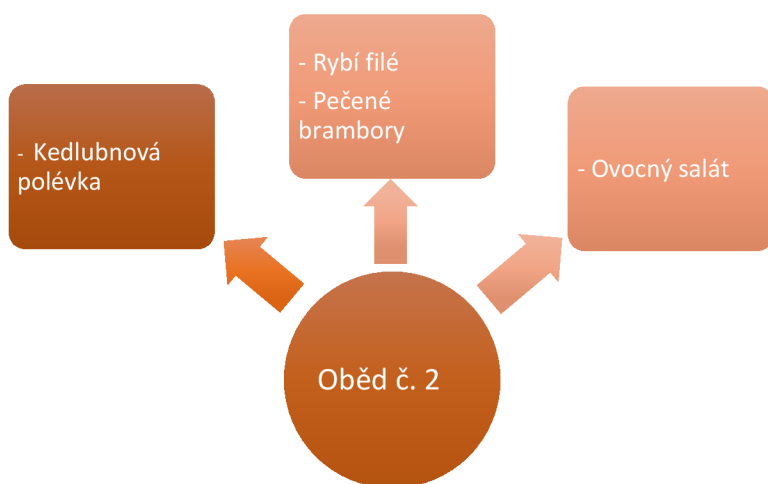 - Kedlubnová
polévka
- Rybí filé
- Pečené
brambory
- Ovocný salát
Oběd č. 2